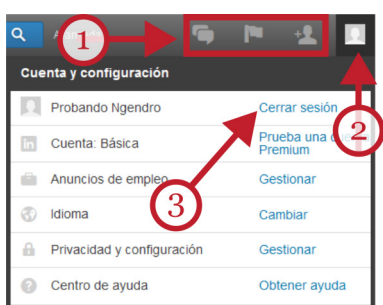 1
Cuenta y configuración
Probando Ngendro Cerrar sesión
Cuenta: Básica Prueba una
Premium
2
Anuncios de empleo Gestionar
3
Idioma Cambiar
Privacidad y configuración Gestionar
Centro de ayuda Obtener ayuda